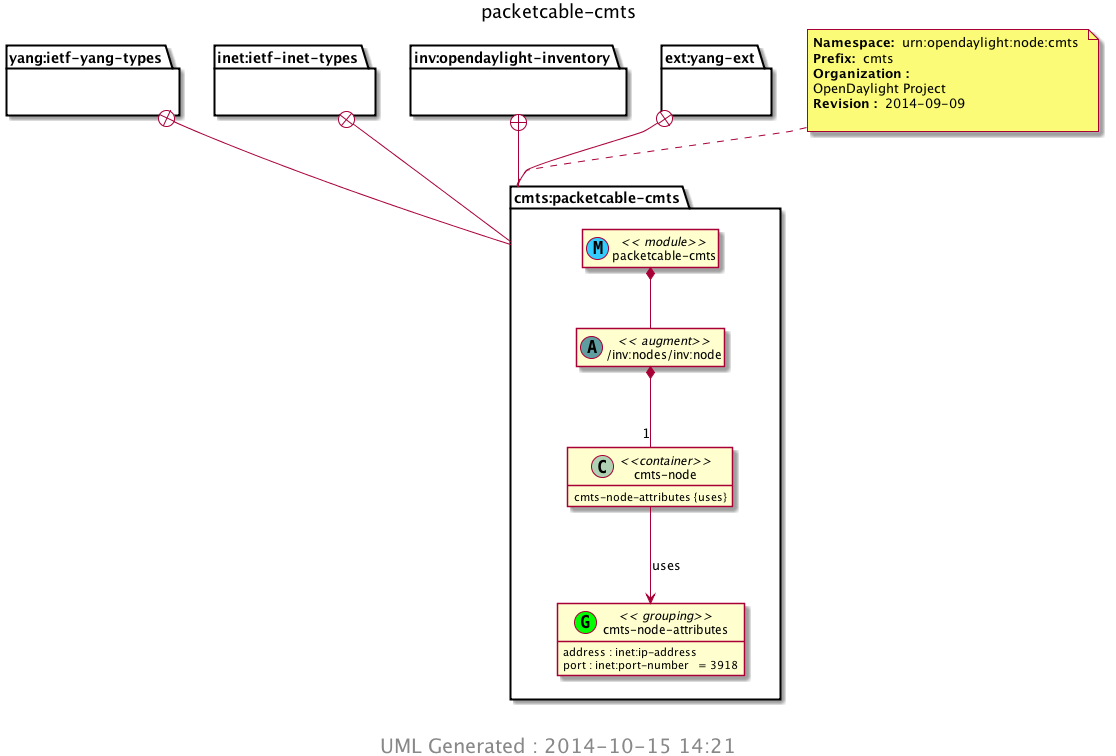 packetcable-cmts
yang:ietf-yang-types
inet:ietf-inet-types
inv:opendaylight-inventory
ext:yang-ext
Namespace: urn:opendaylight:node:cmts
Prefix: cmts
Organization :
OpenDaylight Project
Revision : 2014-09-09
cmts:packetcable-cmts
M
<< module>>
packetcable-cmts
A
<< augment>>
/inv:nodes/inv:node
1
C
<<container>>
cmts-node
cmts-node-attributes {uses}
uses
G
<< grouping>>
cmts-node-attributes
address : inet:ip-address
port : inet:port-number = 3918
UML Generated : 2014-10-15 14:21